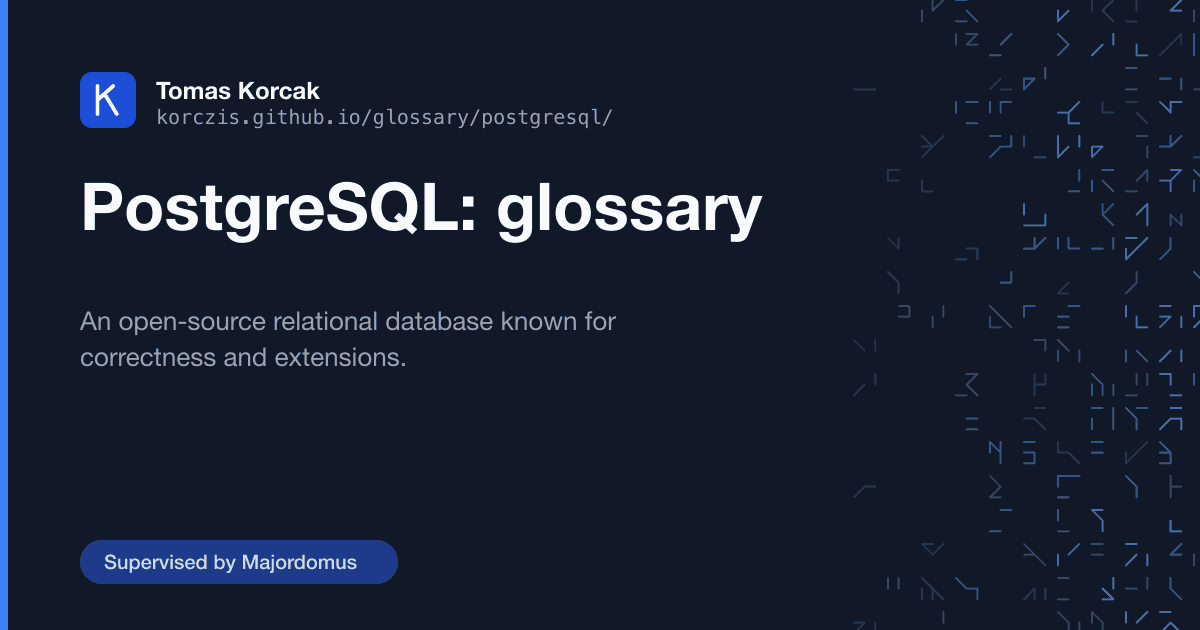 K
Tomas Korcak
korczis.github.io/glossary/postgresql/
PostgreSQL: glossary
An open-source relational database known for
correctness and extensions.
Supervised by Majordomus